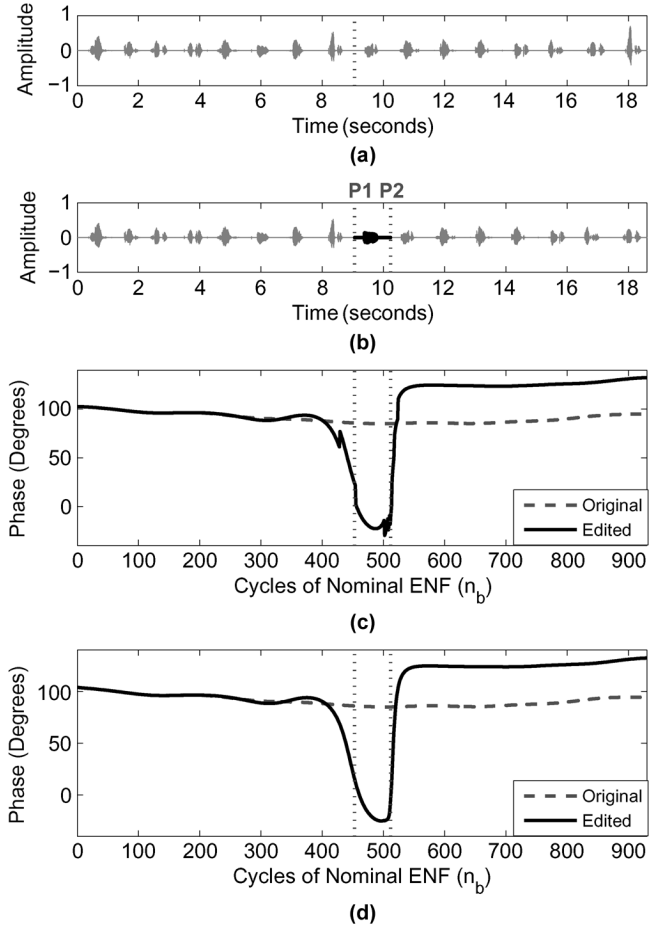 1
0
−1
Amplitude
0 2 4 6 8 10 12 14 16 18
Time (seconds)
(a)
P1 P2
1
0
−1
Amplitude
0 2 4 6 8 10 12 14 16 18
Time (seconds)
(b)
100
50
0
Phase (Degrees)
Original
Edited
0 100 200 300 400 500 600 700 800 900
Cycles of Nominal ENF (n_b)
(c)
100
50
0
Phase (Degrees)
Original
Edited
0 100 200 300 400 500 600 700 800 900
Cycles of Nominal ENF (n_b)
(d)